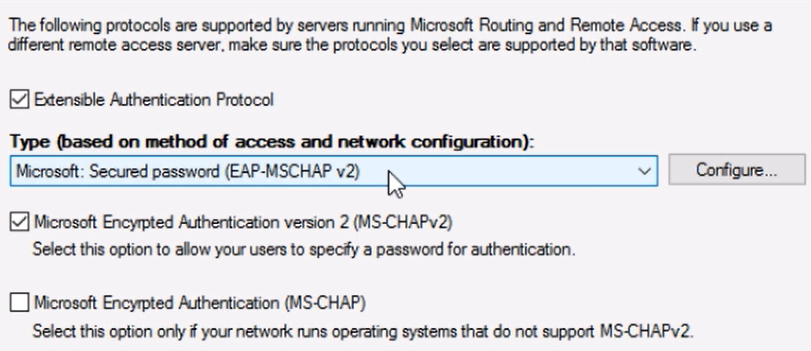 The following protocols are supported by servers running Microsoft Routing and Remote Access. If you use a
different remote access server, make sure the protocols you select are supported by that software.
Extensible Authentication Protocol
Type (based on method of access and network configuration):
Microsoft: Secured password (EAP-MSCHAP v2)
Configure...
Microsoft Encyrpted Authentication version 2 (MS-CHAPv2)
Select this option to allow your users to specify a password for authentication.
Microsoft Encyrpted Authentication (MS-CHAP)
Select this option only if your network runs operating systems that do not support MS-CHAPv2.